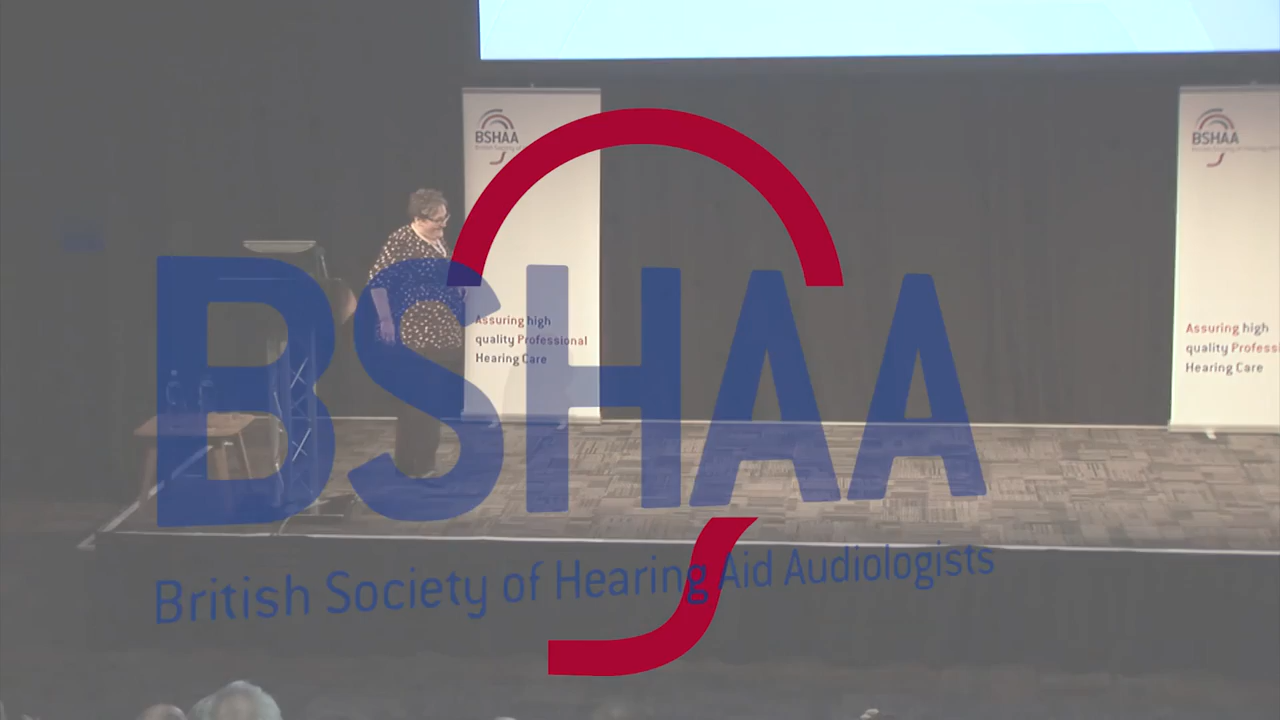 BSHAA
BSHAA
BSHAA
British Society of Hearing Aid Audiologists
Assuring high
quality Professional
Hearing Care
Assuring high
quality Professi
Hearing Care